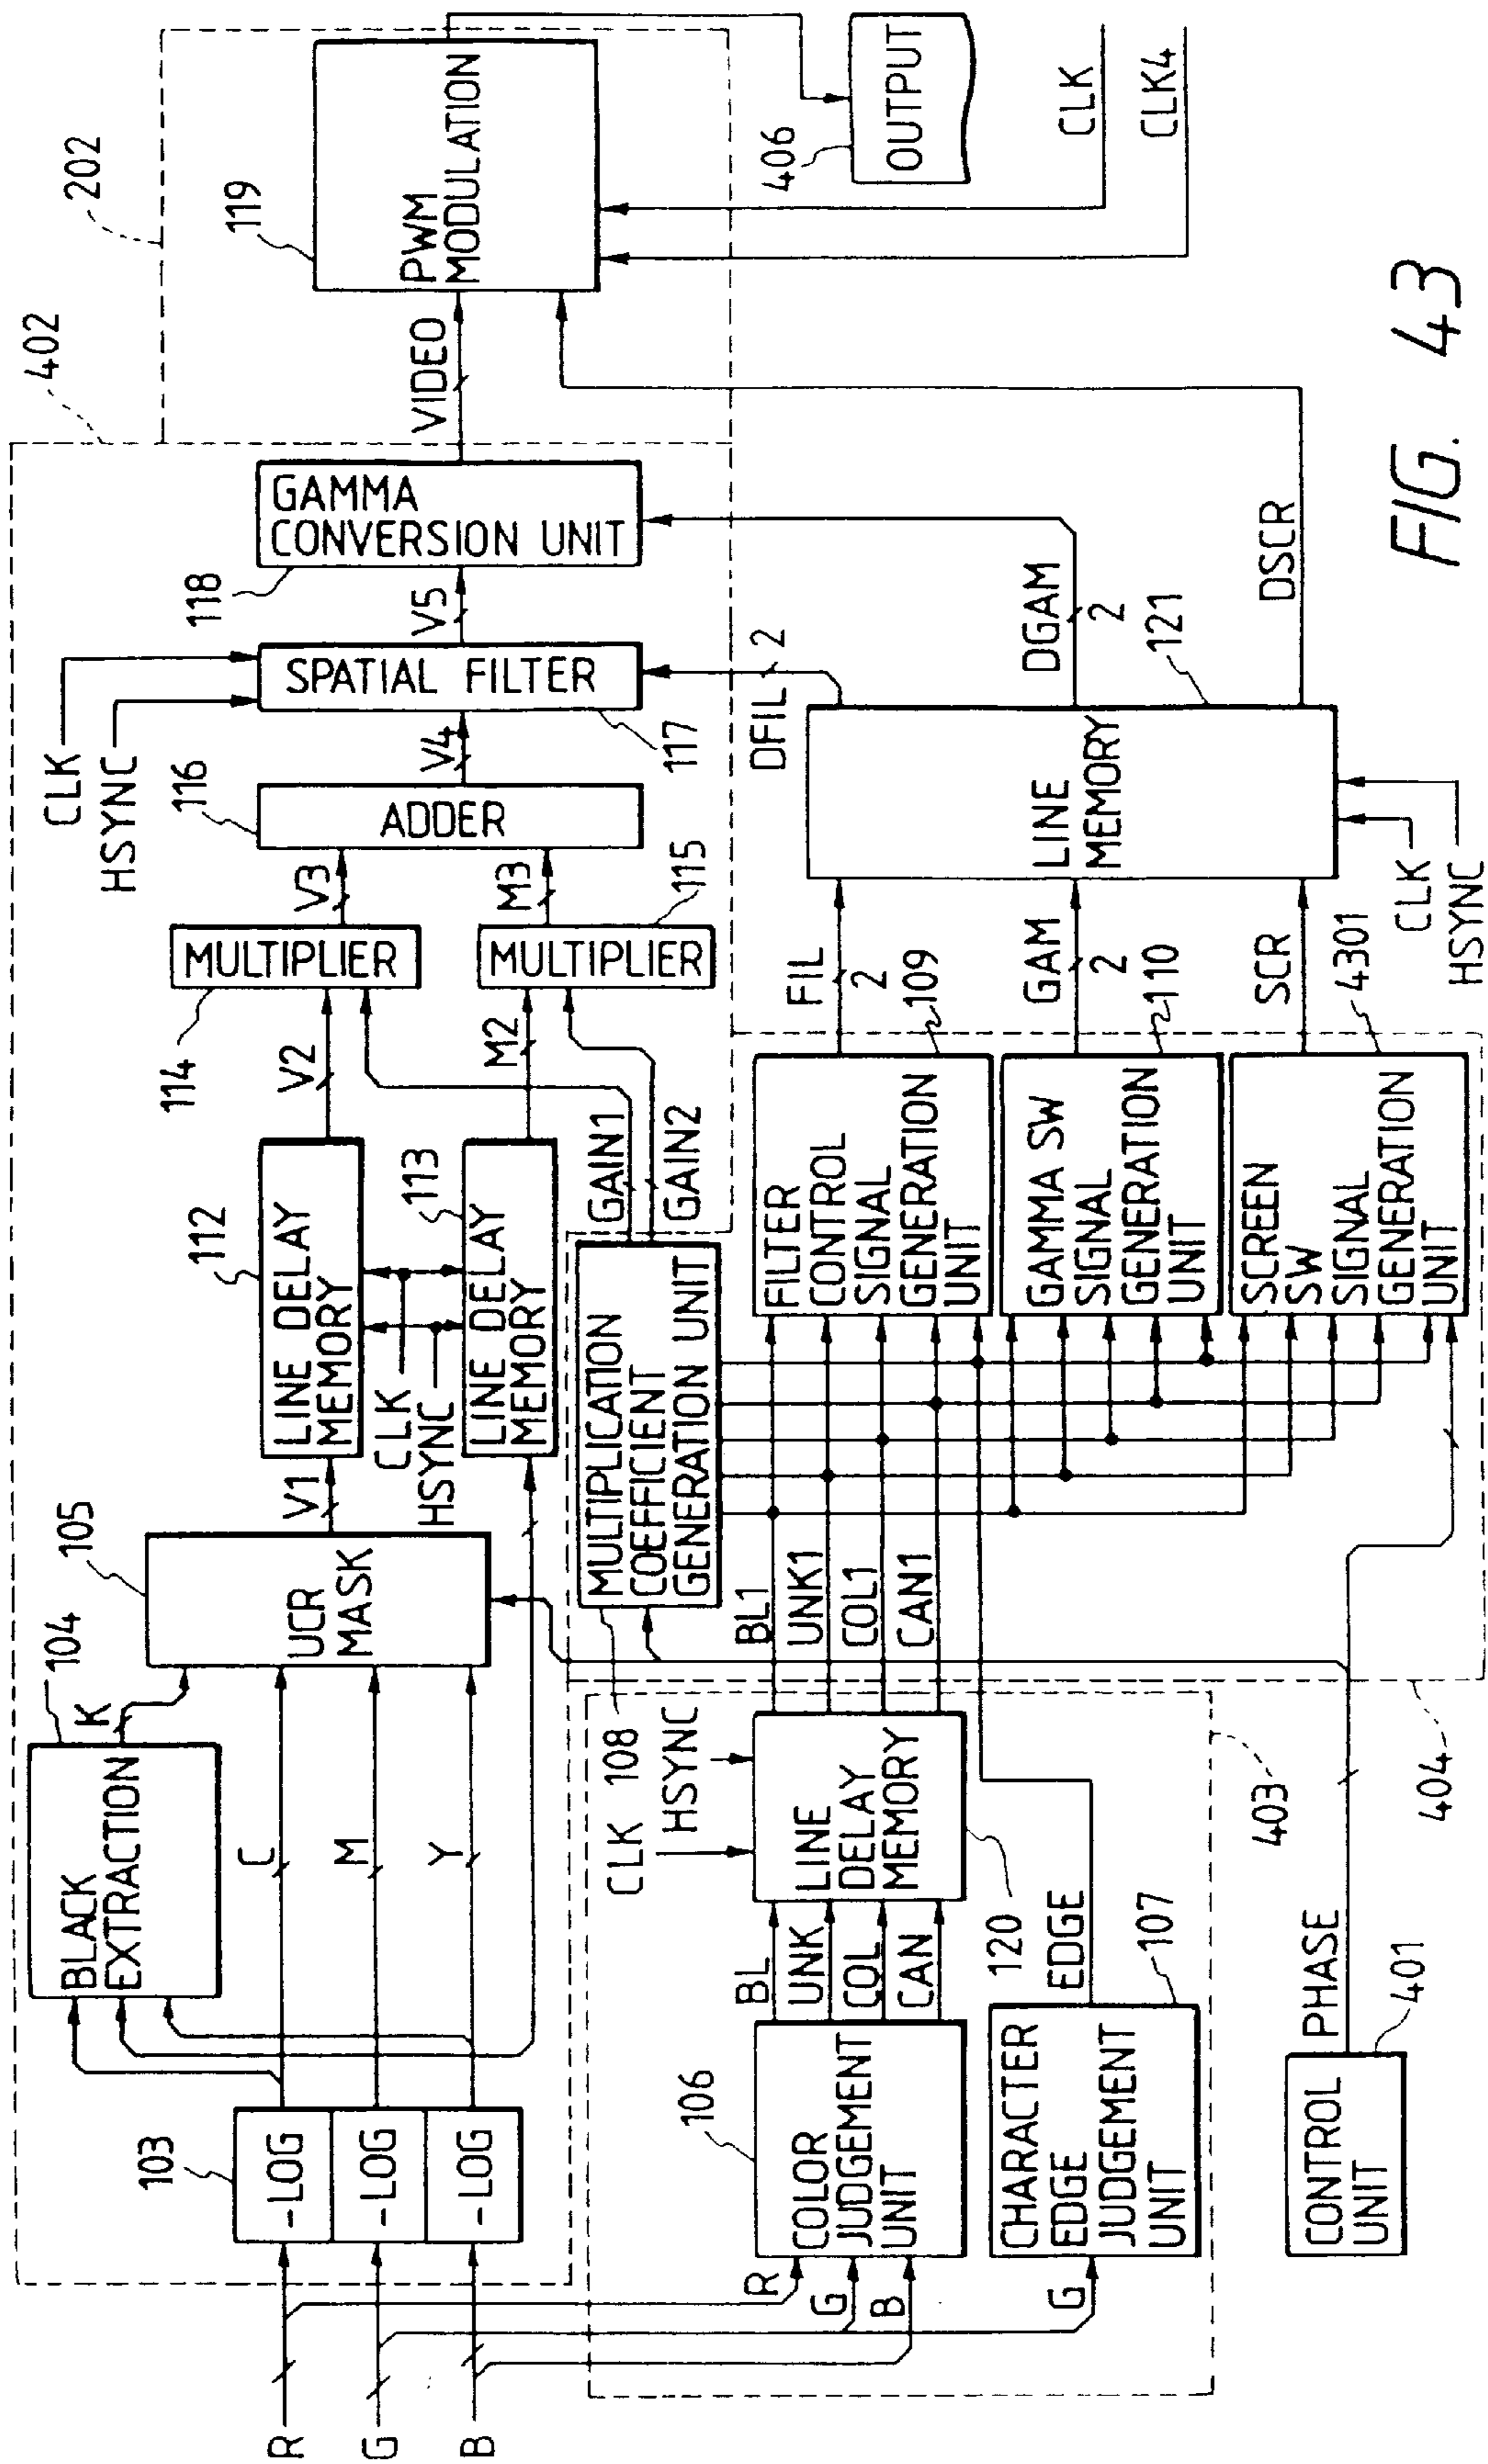 402
202
CLK
HSYNC
R
G
B
103
-LOG
-LOG
-LOG
BLACK
EXTRACTION
104
K
C
M
Y
105
UCR
MASK
V1
112
LINE DELAY
MEMORY
CLK
HSYNC
113
LINE DELAY
MEMORY
V2
M2
114
MULTIPLIER
MULTIPLIER
115
V3
M3
116
ADDER
V4
SPATIAL FILTER
117
V5
118
GAMMA
CONVERSION UNIT
VIDEO
119
PWM
MODULATION
406
OUTPUT
CLK
CLK4
MULTIPLICATION
COEFFICIENT
GENERATION UNIT
108
GAIN1
GAIN2
R
G
B
G
106
COLOR
JUDGEMENT
UNIT
BL
UNK
COL
CAN
CLK
HSYNC
LINE
DELAY
MEMORY
120
BL1
UNK1
COL1
CAN1
CHARACTER
EDGE
JUDGEMENT
UNIT
107
EDGE
403
404
CONTROL
UNIT
401
PHASE
FILTER
CONTROL
SIGNAL
GENERATION
UNIT
109
GAMMA SW
SIGNAL
GENERATION
UNIT
110
SCREEN
SW
SIGNAL
GENERATION
UNIT
4301
FIL
2
GAM
2
SCR
LINE
MEMORY
121
CLK
HSYNC
DFIL
2
DGAM
2
DSCR
FIG. 43